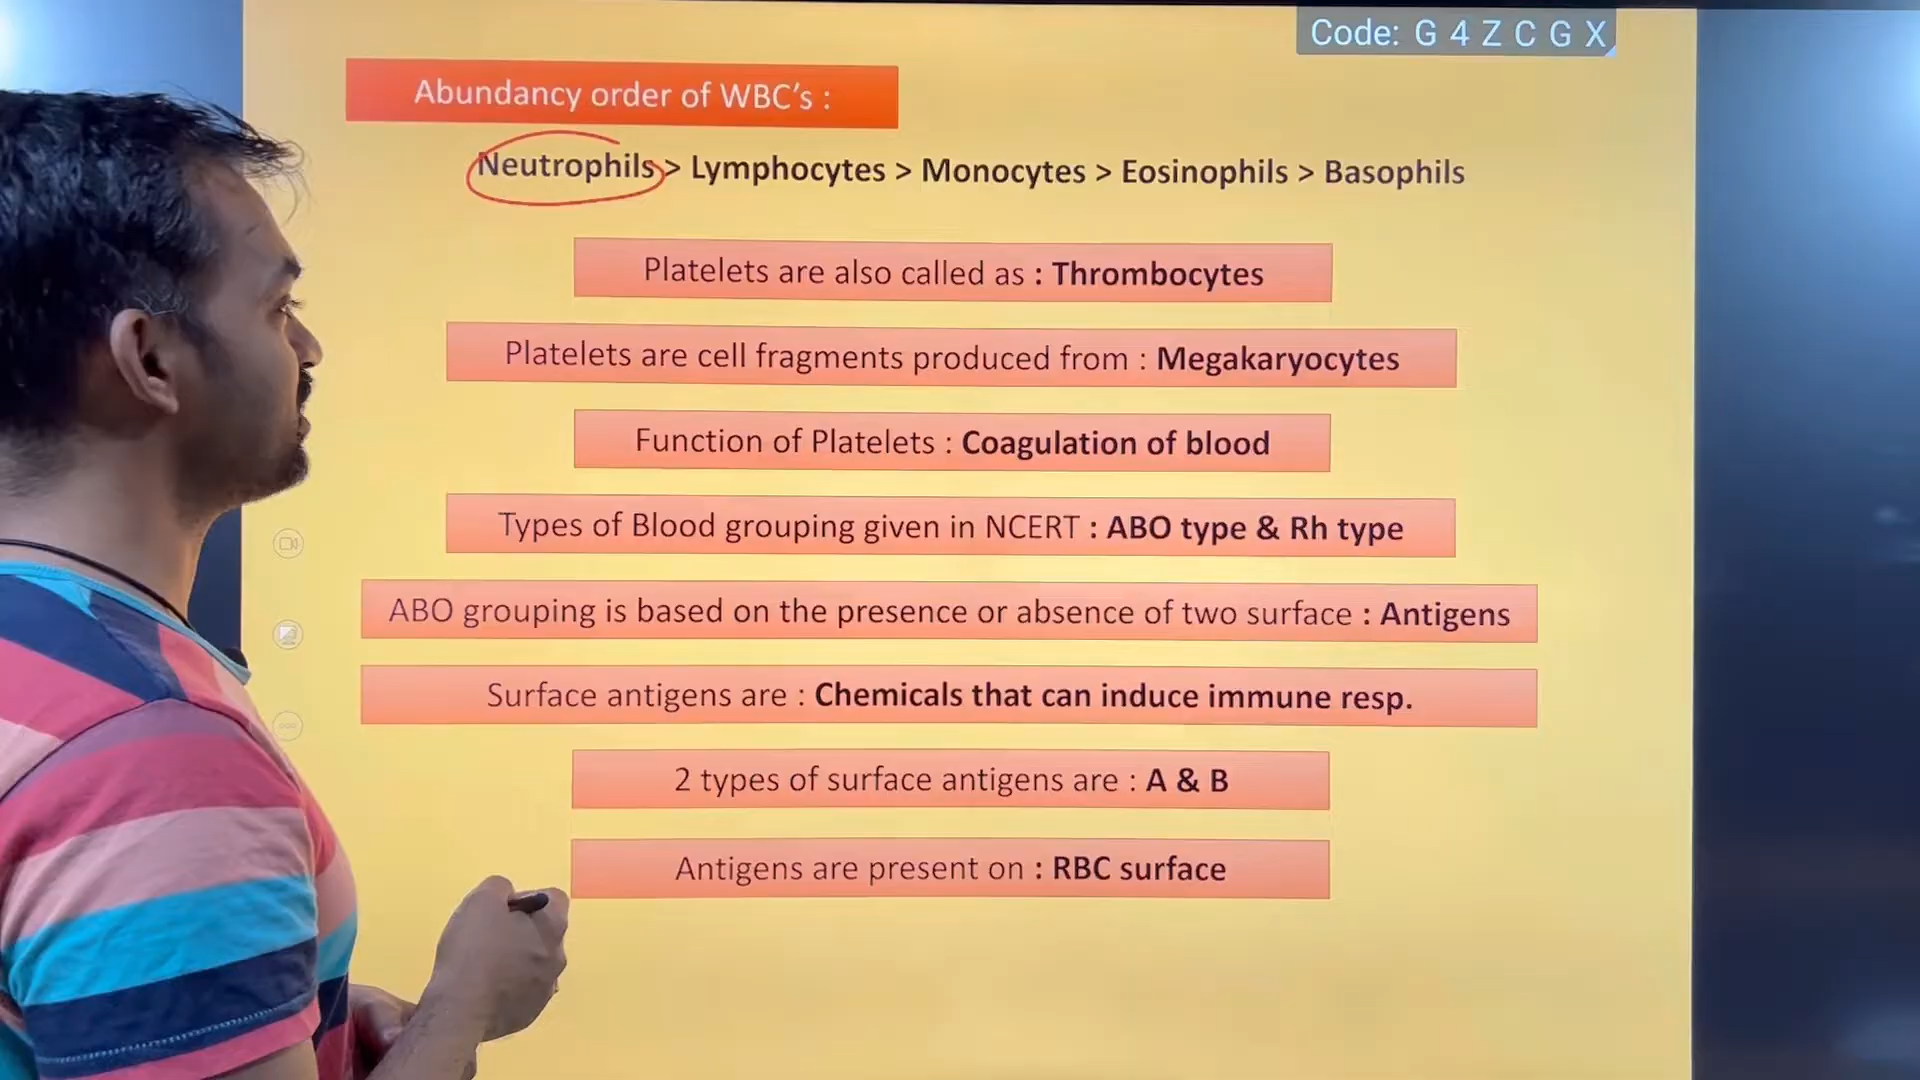 Code: G 4 Z C G X
Abundancy order of WBC's :
Neutrophils > Lymphocytes > Monocytes > Eosinophils > Basophils
Platelets are also called as : Thrombocytes
Platelets are cell fragments produced from : Megakaryocytes
Function of Platelets : Coagulation of blood
Types of Blood grouping given in NCERT : ABO type & Rh type
ABO grouping is based on the presence or absence of two surface : Antigens
Surface antigens are : Chemicals that can induce immune resp.
2 types of surface antigens are : A & B
Antigens are present on : RBC surface